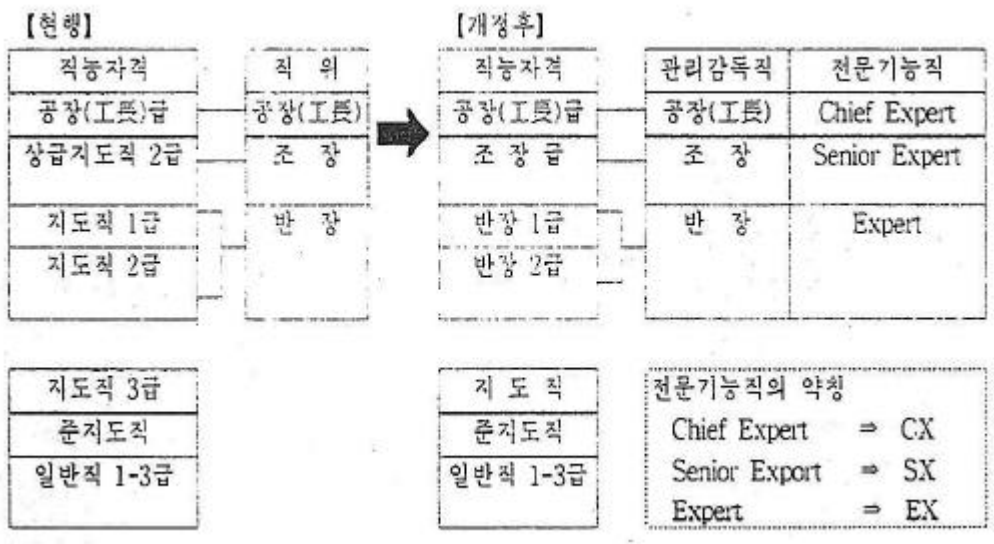 【현행】 【개정후】
직능자격 직 위 직능자격 관리감독직 전문기능직
공장(工長)급 공장(工長) 공장(工長)급 공장(工長) Chief Expert
상급지도직 2급 조 장 조 장 급 조 장 Senior Expert
지도직 1급 반 장 반장 1급 반 장 Expert
지도직 2급 반장 2급
지도직 3급 지 도 직 전문기능직의 약칭
준지도직 준지도직 Chief Expert ⇒ CX
일반직 1-3급 일반직 1-3급 Senior Export ⇒ SX
Expert ⇒ EX